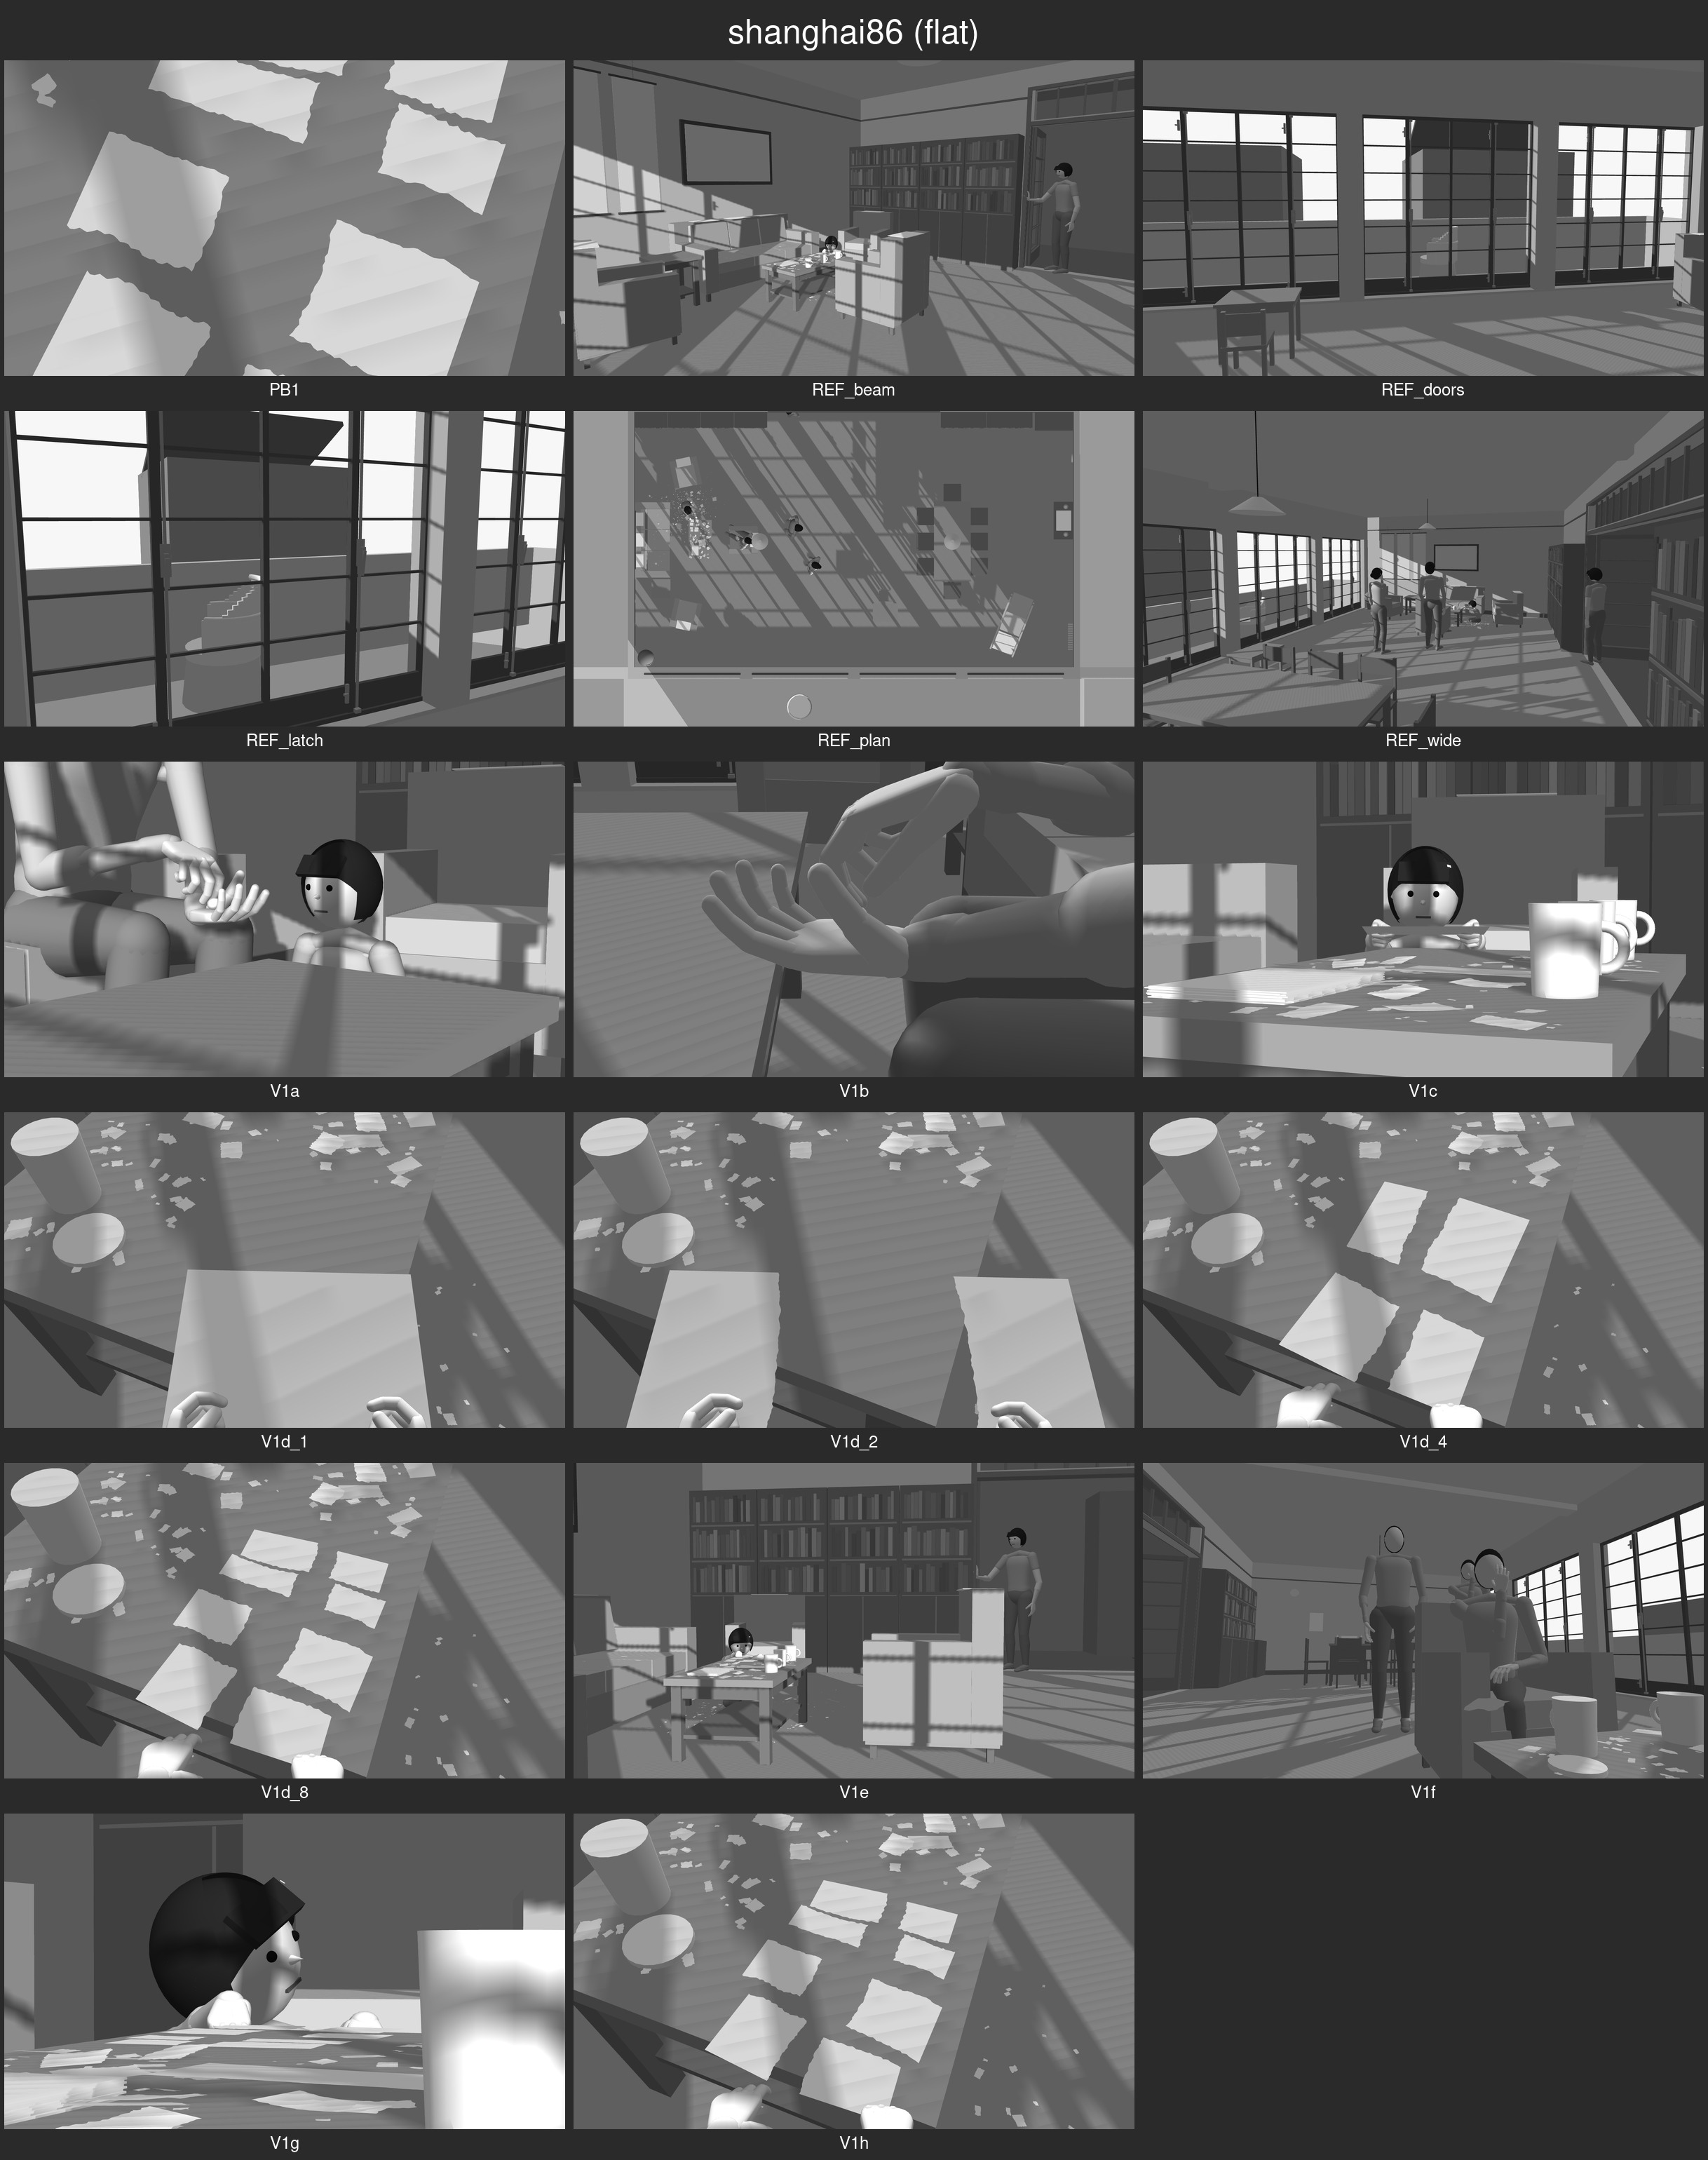 shanghai86 (flat)
PB1
REF_beam
REF_doors
REF_latch
REF_plan
REF_wide
V1a
V1b
V1c
V1d_1
V1d_2
V1d_4
V1d_8
V1e
V1f
V1g
V1h